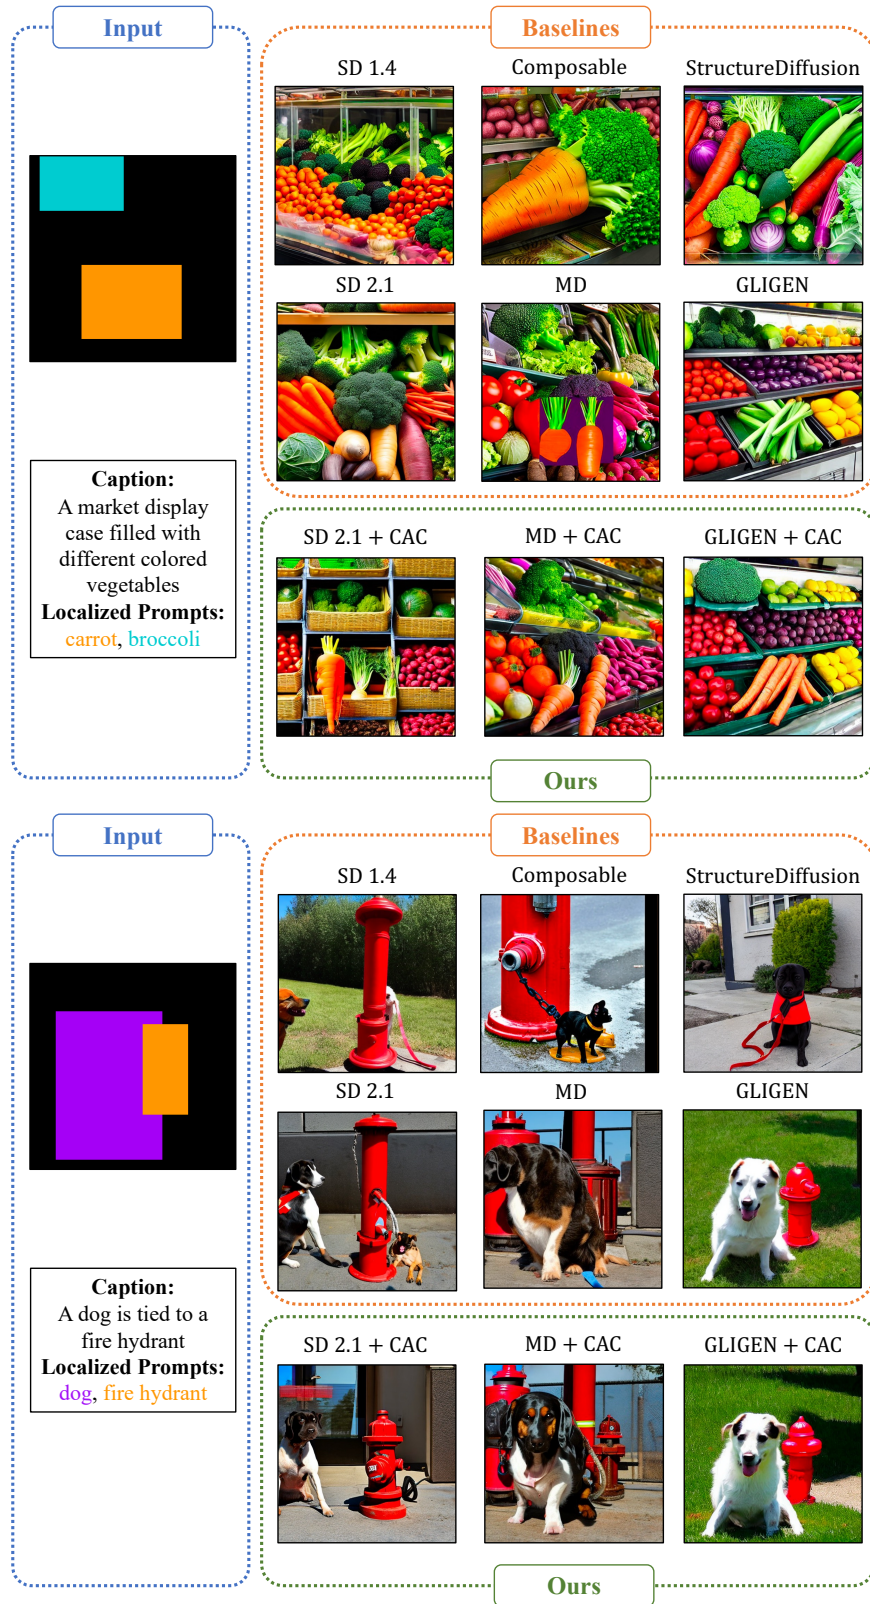 Input
Baselines
SD 1.4
Composable
StructureDiffusion
SD 2.1
MD
GLIGEN
Caption:
A market display
case filled with
different colored
vegetables
Localized Prompts:
carrot, broccoli
SD 2.1 + CAC
MD + CAC
GLIGEN + CAC
Ours
Input
Baselines
SD 1.4
Composable
StructureDiffusion
SD 2.1
MD
GLIGEN
Caption:
A dog is tied to a
fire hydrant
Localized Prompts:
dog, fire hydrant
SD 2.1 + CAC
MD + CAC
GLIGEN + CAC
Ours